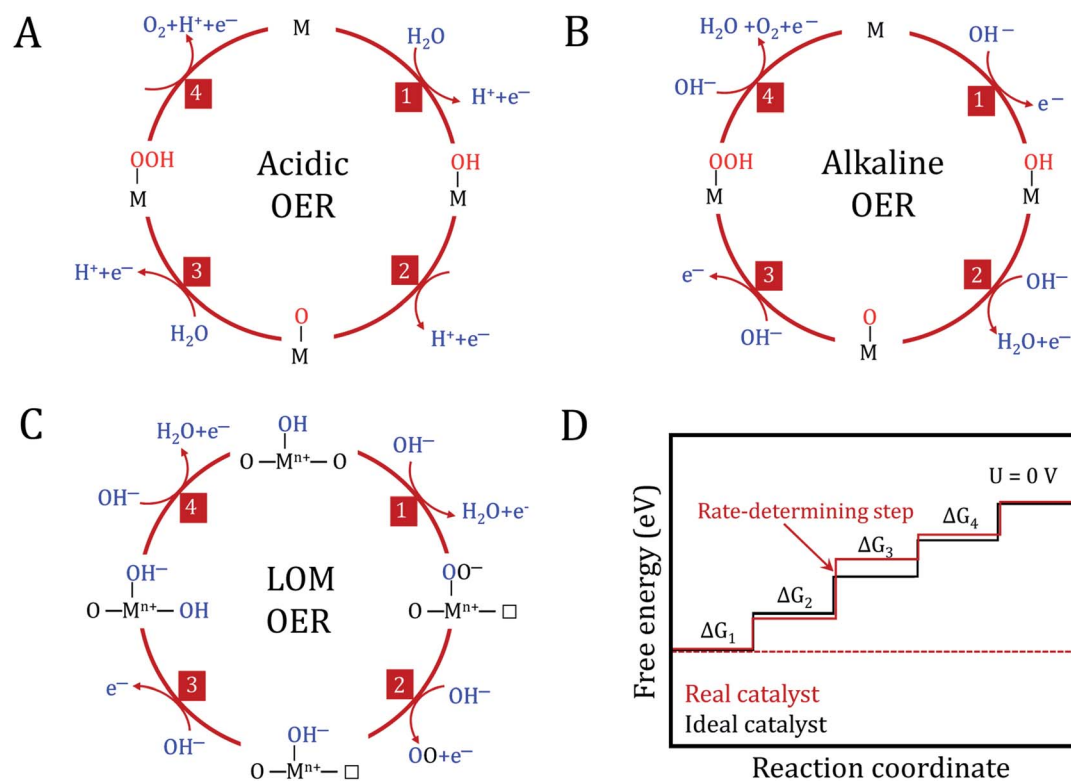 A
O₂+H⁺+e⁻
M
H₂O
4
1
H⁺+e⁻
OOH
M
Acidic
OER
OH
M
H⁺+e⁻
3
2
H₂O
O
M
H⁺+e⁻
B
H₂O +O₂+e⁻
M
OH⁻
OH⁻
4
1
e⁻
OOH
M
Alkaline
OER
OH
M
e⁻
3
2
OH⁻
OH⁻
O
M
H₂O+e⁻
C
H₂O+e⁻
OH
O —Mⁿ⁺— O
OH⁻
OH⁻
4
1
H₂O+e⁻
OH⁻
O —Mⁿ⁺— OH
LOM
OER
OO⁻
O —Mⁿ⁺— □
e⁻
3
2
OH⁻
OH⁻
OH⁻
O —Mⁿ⁺— □
OO+e⁻
D
Free energy (eV)
U = 0 V
Rate-determining step
ΔG₄
ΔG₃
ΔG₂
ΔG₁
Real catalyst
Ideal catalyst
Reaction coordinate